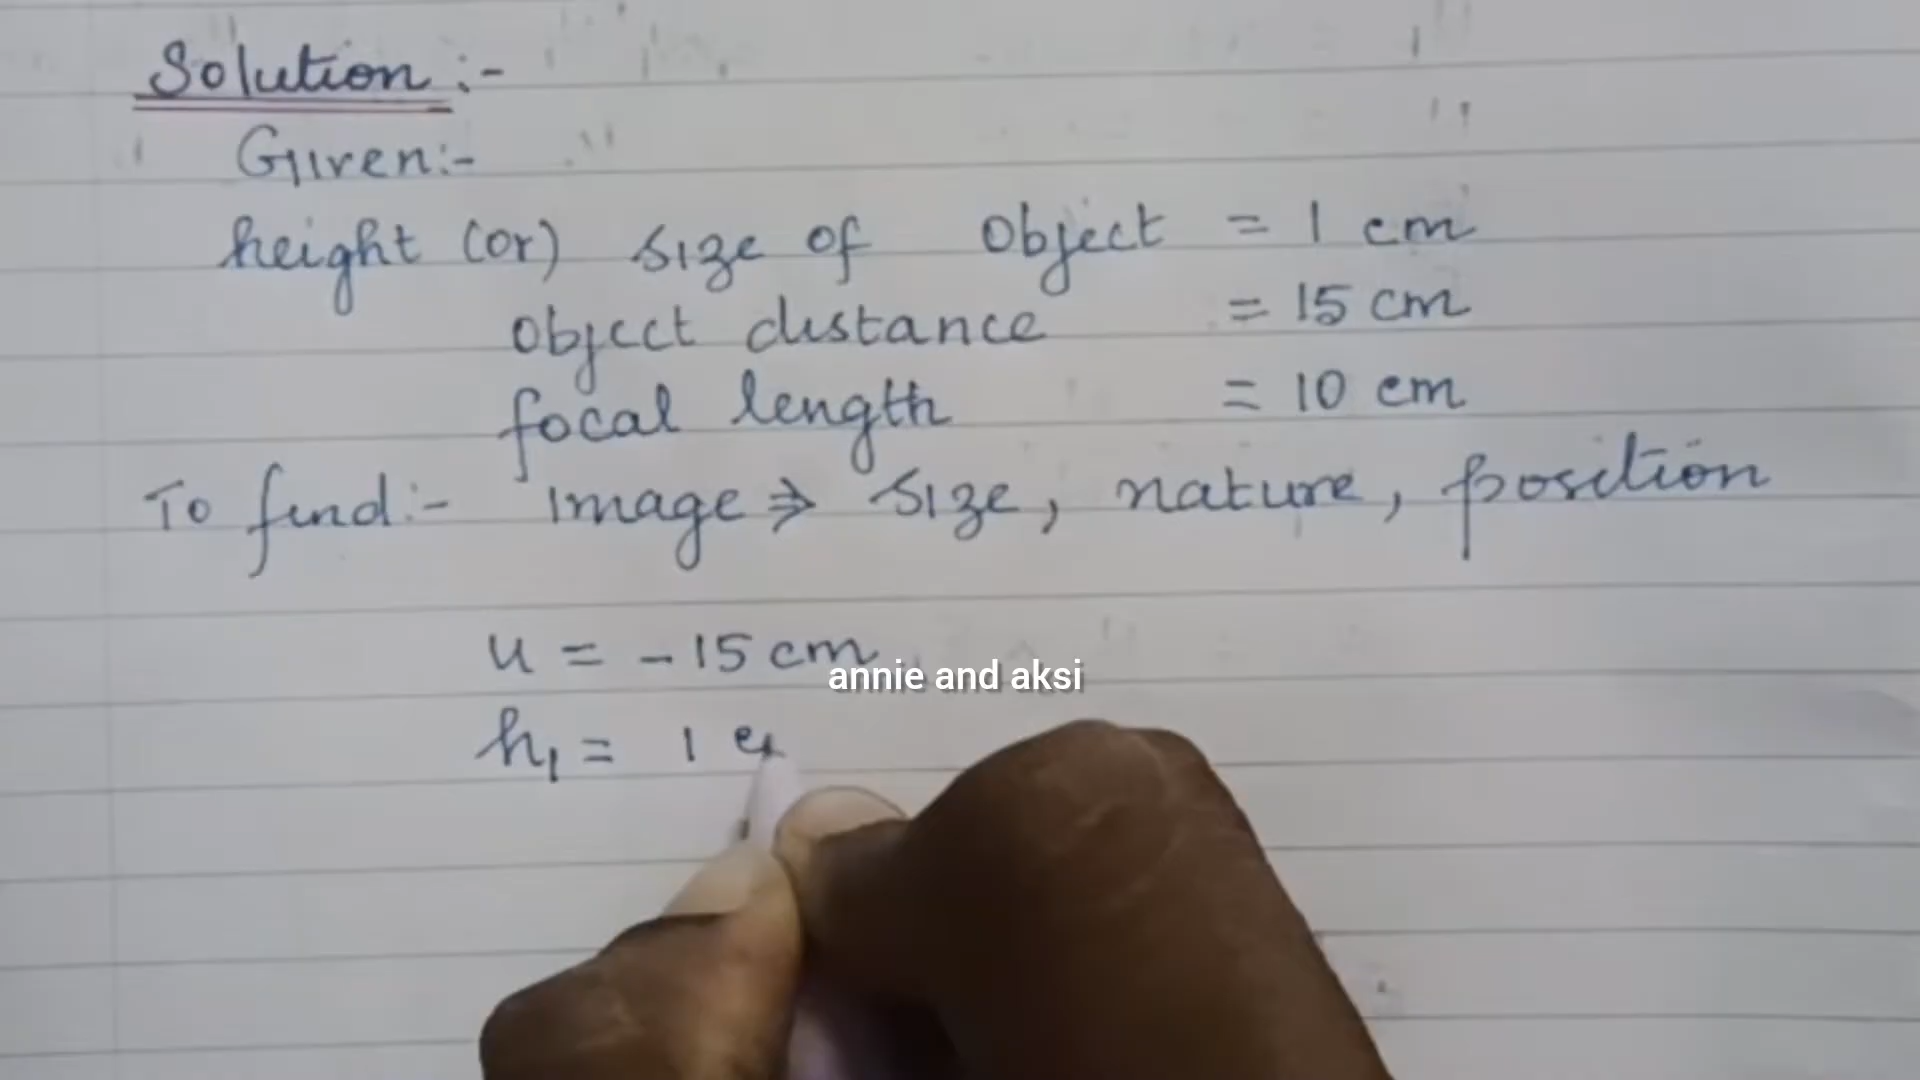 Solution :-
Given:-
height (or) size of object = 1 cm
object distance = 15 cm
focal length = 10 cm
To find:- image ⇒ size, nature, position
u = - 15 cm
annie and aksi
h₁ = 1 c